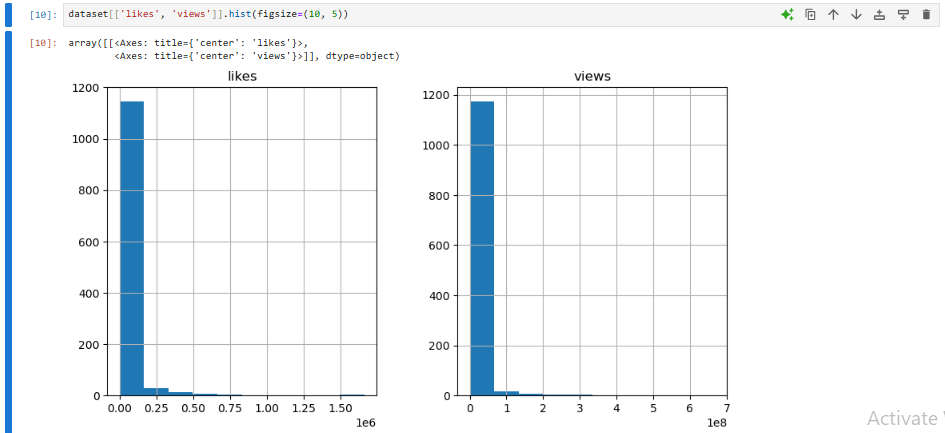 [10]: dataset[['likes', 'views']].hist(figsize=(10, 5))
[10]: array([[<Axes: title={'center': 'likes'}>,
<Axes: title={'center': 'views'}>]], dtype=object)
likes
1200
1000
800
600
400
200
0
0.00 0.25 0.50 0.75 1.00 1.25 1.50
1e6
views
1200
1000
800
600
400
200
0
0 1 2 3 4 5 6 7
1e8
Activate